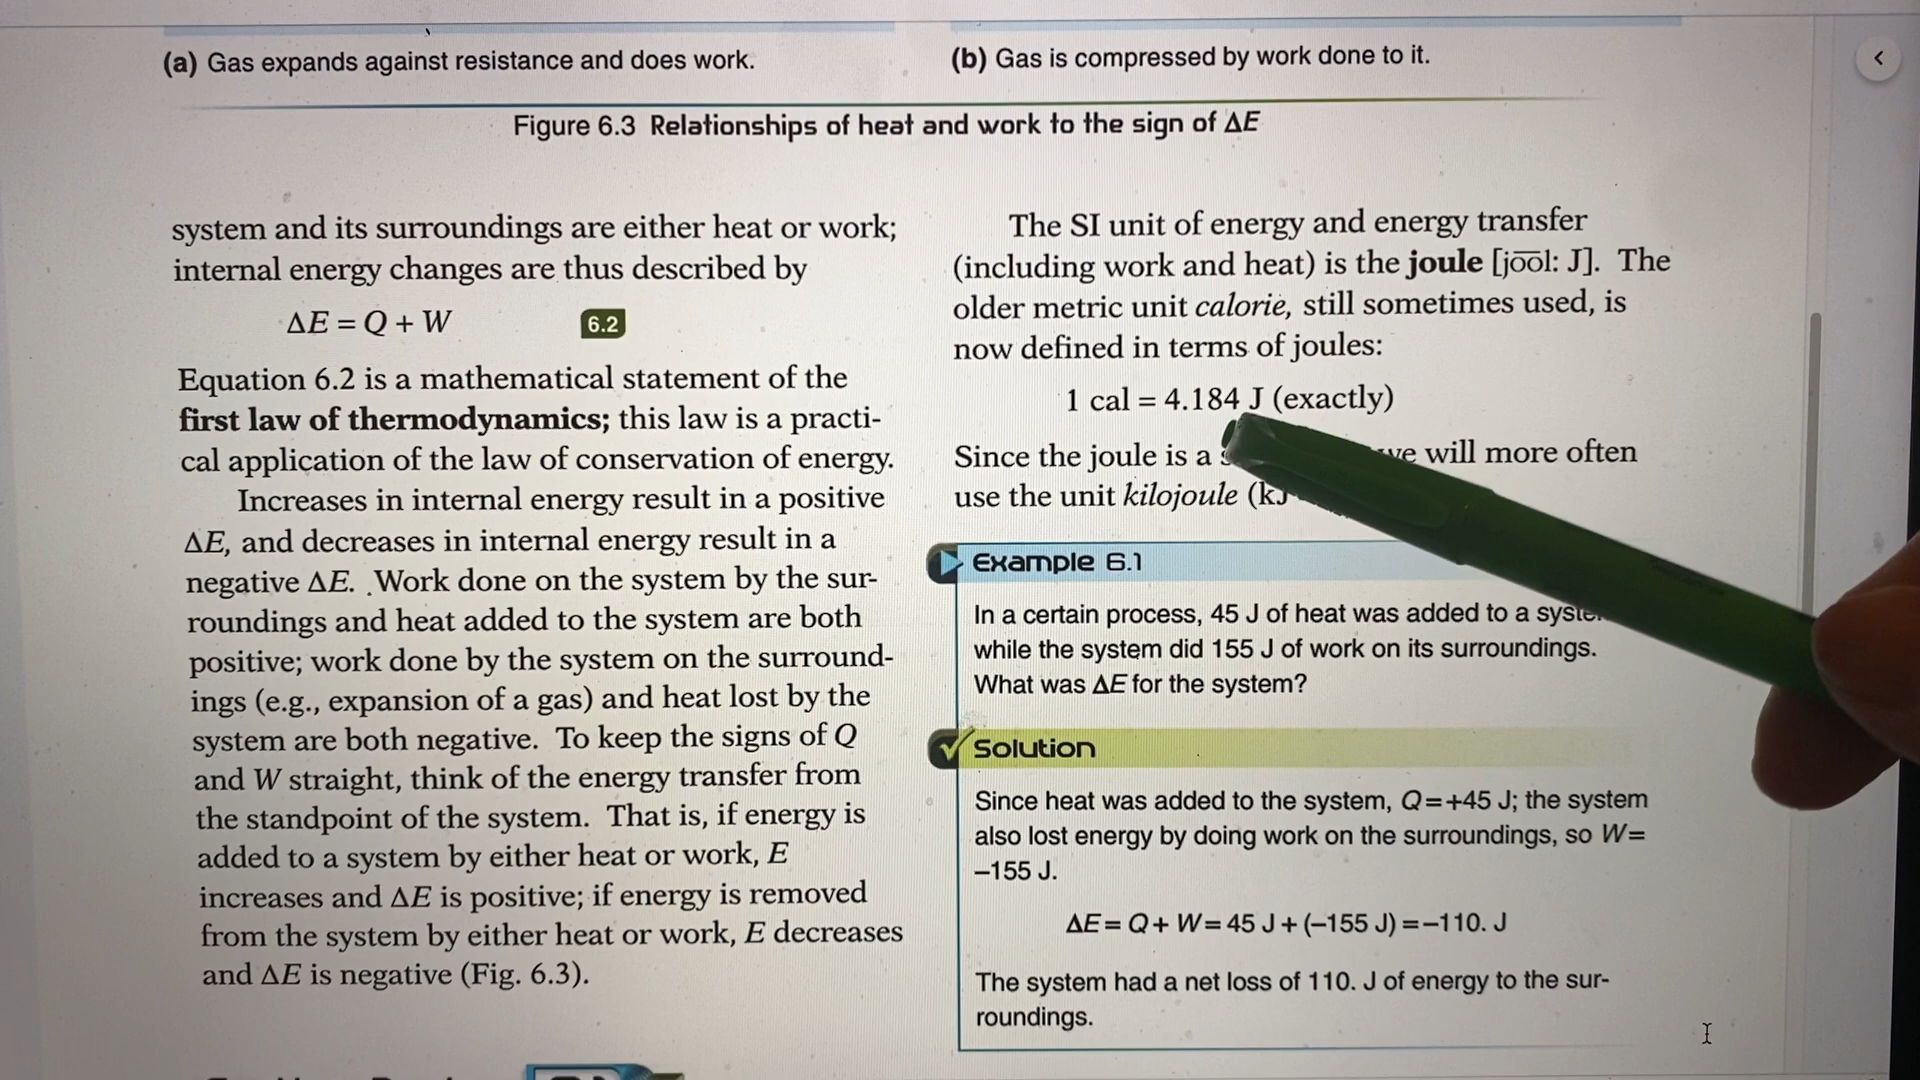 (a) Gas expands against resistance and does work.
(b) Gas is compressed by work done to it.
Figure 6.3 Relationships of heat and work to the sign of ΔE
system and its surroundings are either heat or work;
internal energy changes are thus described by
ΔE = Q + W 6.2
Equation 6.2 is a mathematical statement of the
first law of thermodynamics; this law is a practi-
cal application of the law of conservation of energy.
Increases in internal energy result in a positive
ΔE, and decreases in internal energy result in a
negative ΔE. Work done on the system by the sur-
roundings and heat added to the system are both
positive; work done by the system on the surround-
ings (e.g., expansion of a gas) and heat lost by the
system are both negative. To keep the signs of Q
and W straight, think of the energy transfer from
the standpoint of the system. That is, if energy is
added to a system by either heat or work, E
increases and ΔE is positive; if energy is removed
from the system by either heat or work, E decreases
and ΔE is negative (Fig. 6.3).
The SI unit of energy and energy transfer
(including work and heat) is the joule [jo͞ol: J]. The
older metric unit calorie, still sometimes used, is
now defined in terms of joules:
1 cal = 4.184 J (exactly)
Since the joule is a we will more often
use the unit kilojoule (kJ
Example 6.1
In a certain process, 45 J of heat was added to a
while the system did 155 J of work on its surroundings.
What was ΔE for the system?
Solution
Since heat was added to the system, Q=+45 J; the system
also lost energy by doing work on the surroundings, so W=
–155 J.
ΔE = Q + W = 45 J + (–155 J) = –110. J
The system had a net loss of 110. J of energy to the sur-
roundings.